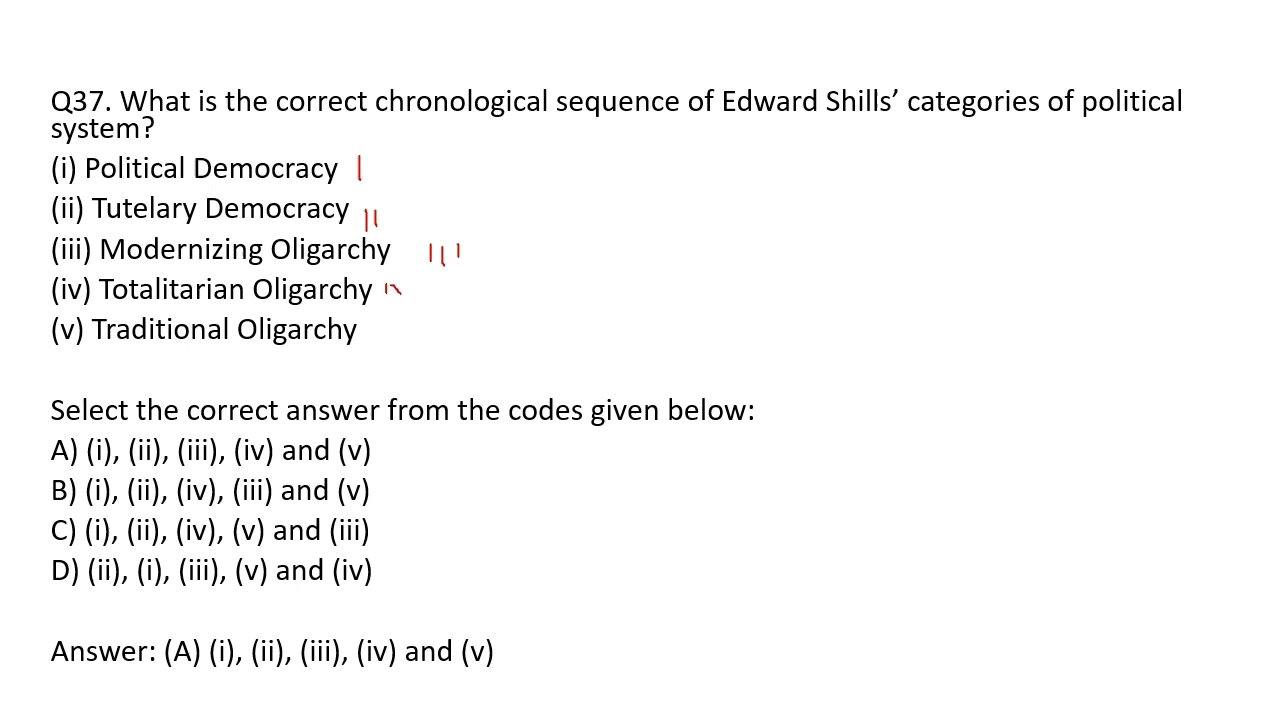 Q37. What is the correct chronological sequence of Edward Shills’ categories of political
system?
(i) Political Democracy I
(ii) Tutelary Democracy II
(iii) Modernizing Oligarchy III
(iv) Totalitarian Oligarchy
(v) Traditional Oligarchy
Select the correct answer from the codes given below:
A) (i), (ii), (iii), (iv) and (v)
B) (i), (ii), (iv), (iii) and (v)
C) (i), (ii), (iv), (v) and (iii)
D) (ii), (i), (iii), (v) and (iv)
Answer: (A) (i), (ii), (iii), (iv) and (v)